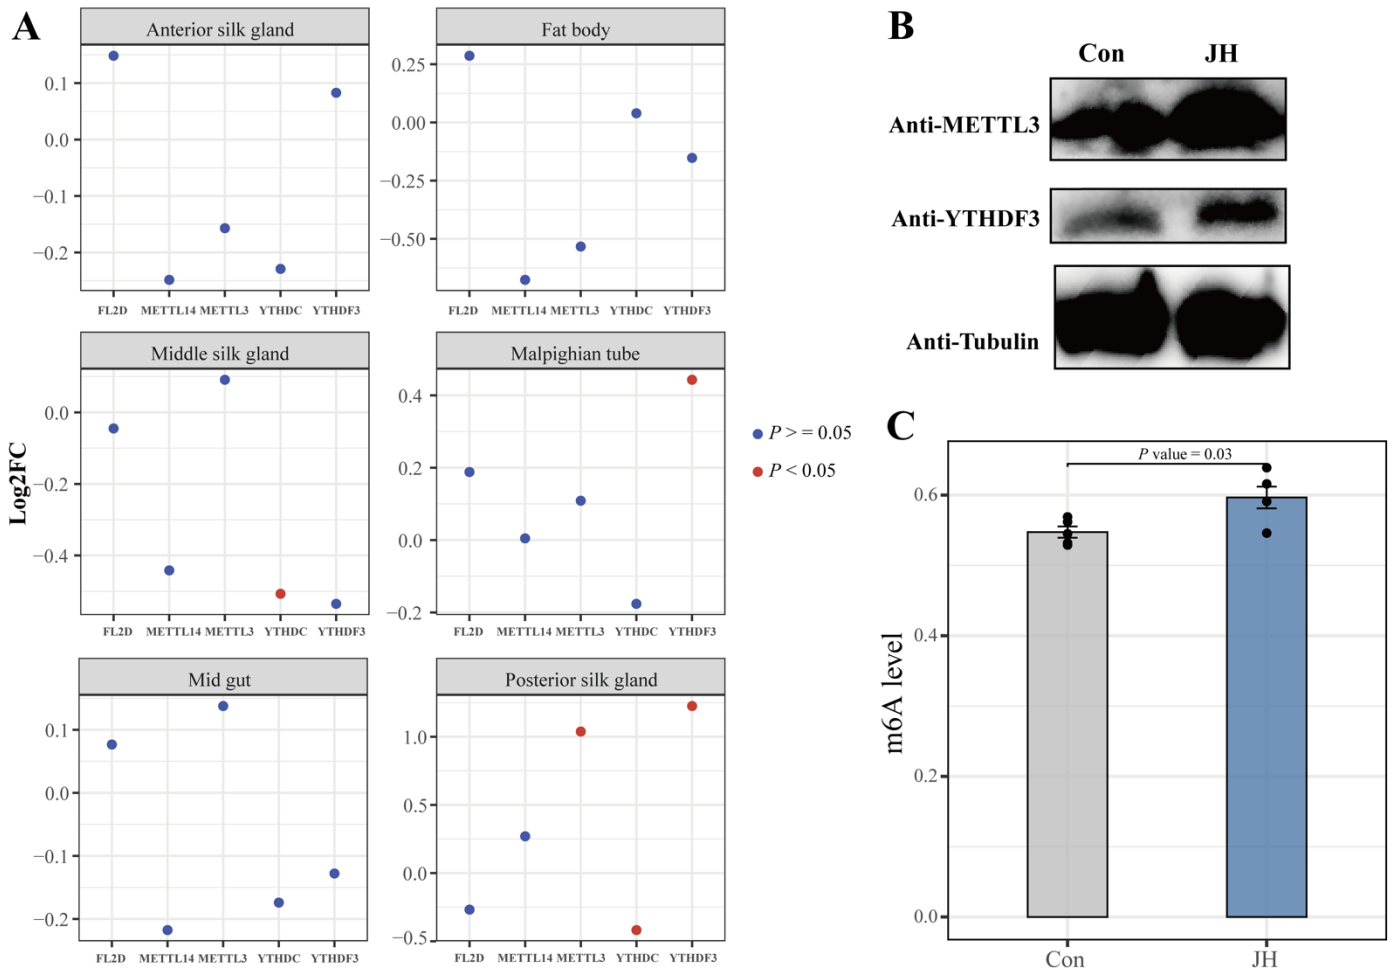 A
Log2FC
Anterior silk gland
0.1
0.0
−0.1
−0.2
FL2D METTL14 METTL3 YTHDC YTHDF3
Fat body
0.25
0.00
−0.25
−0.50
FL2D METTL14 METTL3 YTHDC YTHDF3
Middle silk gland
0.0
−0.2
−0.4
FL2D METTL14 METTL3 YTHDC YTHDF3
Malpighian tube
0.4
0.2
0.0
−0.2
FL2D METTL14 METTL3 YTHDC YTHDF3
Mid gut
0.1
0.0
−0.1
−0.2
FL2D METTL14 METTL3 YTHDC YTHDF3
Posterior silk gland
1.0
0.5
0.0
−0.5
FL2D METTL14 METTL3 YTHDC YTHDF3
P > = 0.05
P < 0.05
B
Con JH
Anti-METTL3
Anti-YTHDF3
Anti-Tubulin
C
P value = 0.03
m6A level
0.6
0.4
0.2
0.0
Con JH